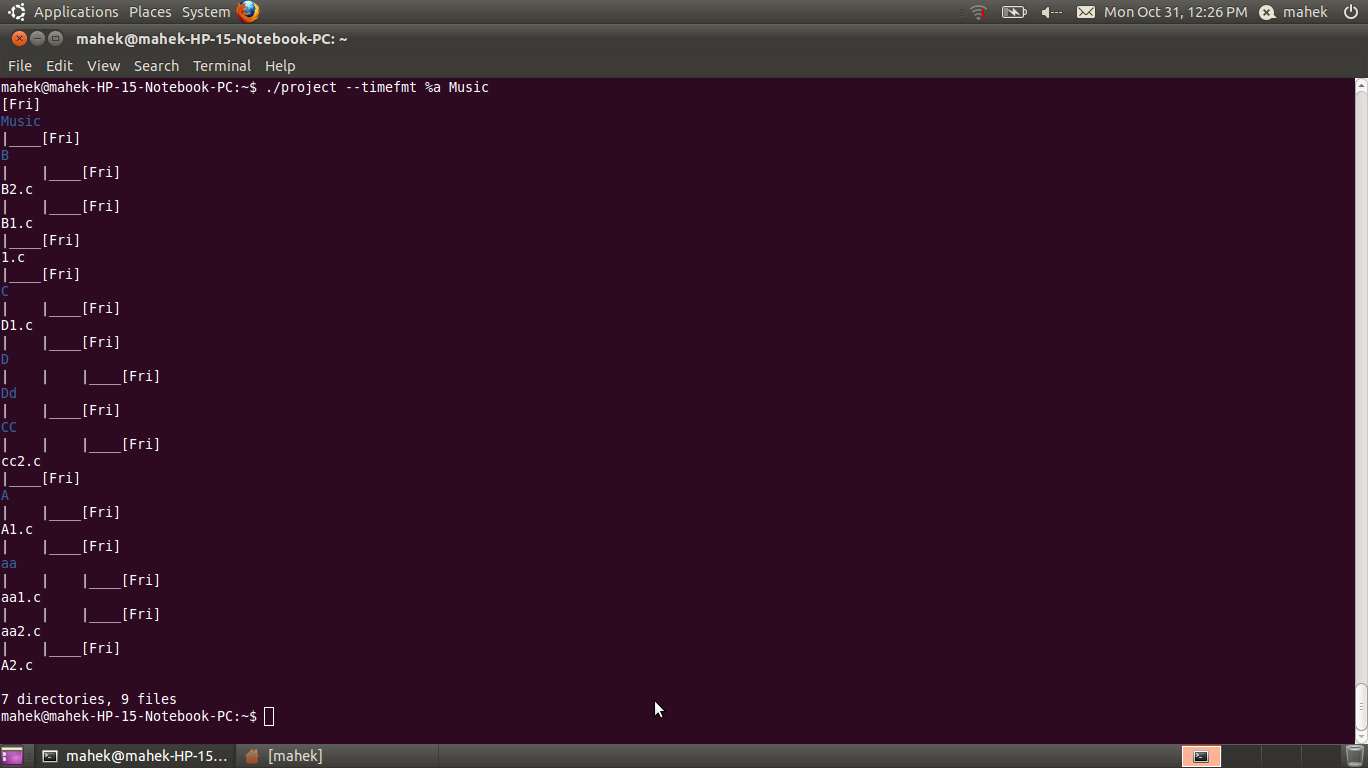 Applications Places System Mon Oct 31, 12:26 PM mahek
mahek@mahek-HP-15-Notebook-PC: ~
File Edit View Search Terminal Help
mahek@mahek-HP-15-Notebook-PC:~$ ./project --timefmt %a Music
[Fri]
Music
|____[Fri]
B
|    |____[Fri]
B2.c
|    |____[Fri]
B1.c
|____[Fri]
1.c
|____[Fri]
C
|    |____[Fri]
D1.c
|    |____[Fri]
D
|    |    |____[Fri]
Dd
|    |____[Fri]
CC
|    |    |____[Fri]
cc2.c
|____[Fri]
A
|    |____[Fri]
A1.c
|    |____[Fri]
aa
|    |    |____[Fri]
aa1.c
|    |    |____[Fri]
aa2.c
|    |____[Fri]
A2.c
7 directories, 9 files
mahek@mahek-HP-15-Notebook-PC:~$
mahek@mahek-HP-15... [mahek]